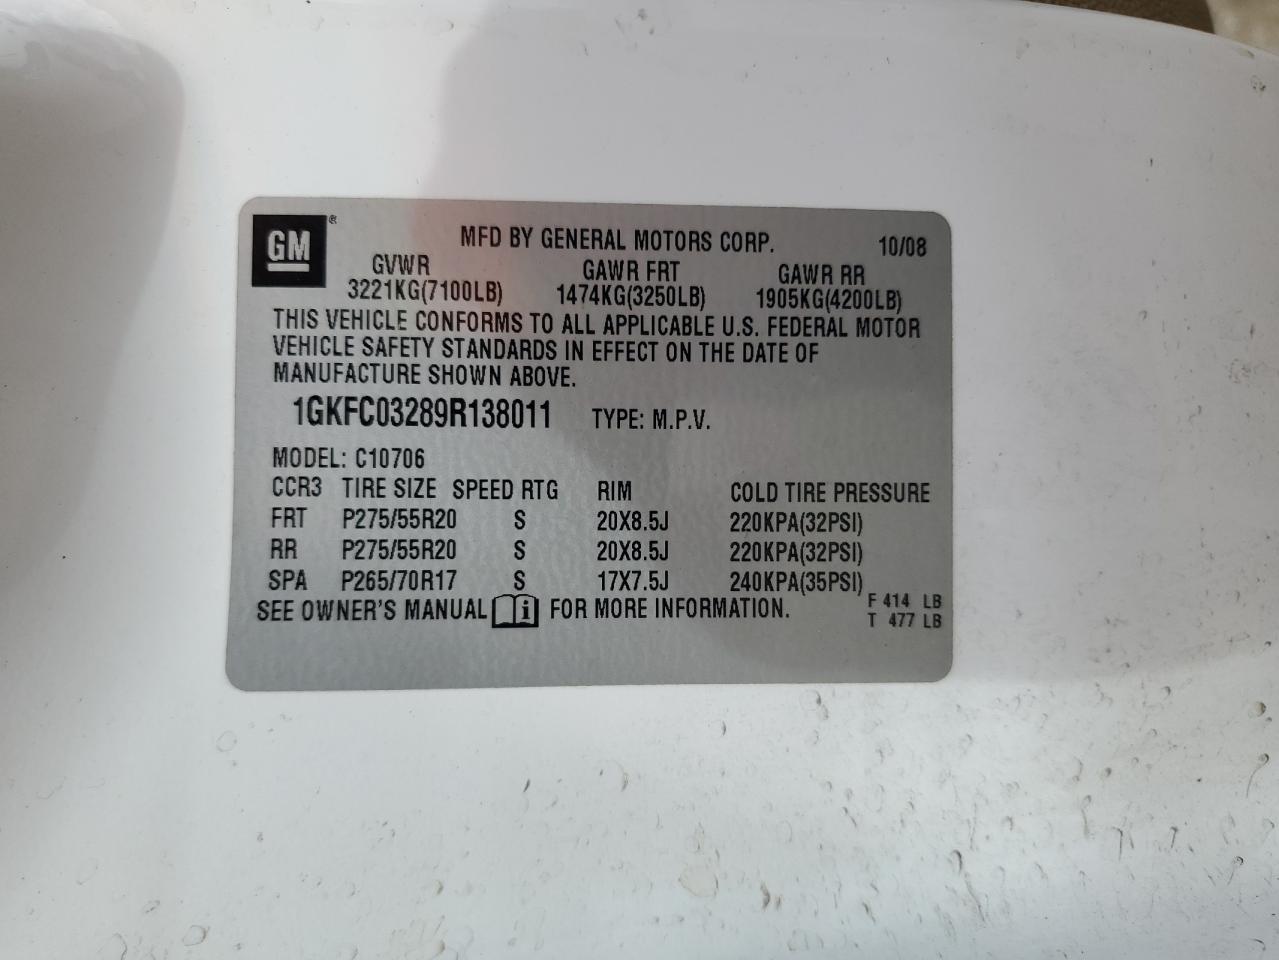 GM ®
MFD BY GENERAL MOTORS CORP. 10/08
GVWR GAWR FRT GAWR RR
3221KG(7100LB) 1474KG(3250LB) 1905KG(4200LB)
THIS VEHICLE CONFORMS TO ALL APPLICABLE U.S. FEDERAL MOTOR
VEHICLE SAFETY STANDARDS IN EFFECT ON THE DATE OF
MANUFACTURE SHOWN ABOVE.
1GKFC03289R138011 TYPE: M.P.V.
MODEL: C10706
CCR3 TIRE SIZE SPEED RTG RIM COLD TIRE PRESSURE
FRT P275/55R20 S 20X8.5J 220KPA(32PSI)
RR P275/55R20 S 20X8.5J 220KPA(32PSI)
SPA P265/70R17 S 17X7.5J 240KPA(35PSI)
SEE OWNER'S MANUAL i FOR MORE INFORMATION.
F 414 LB
T 477 LB